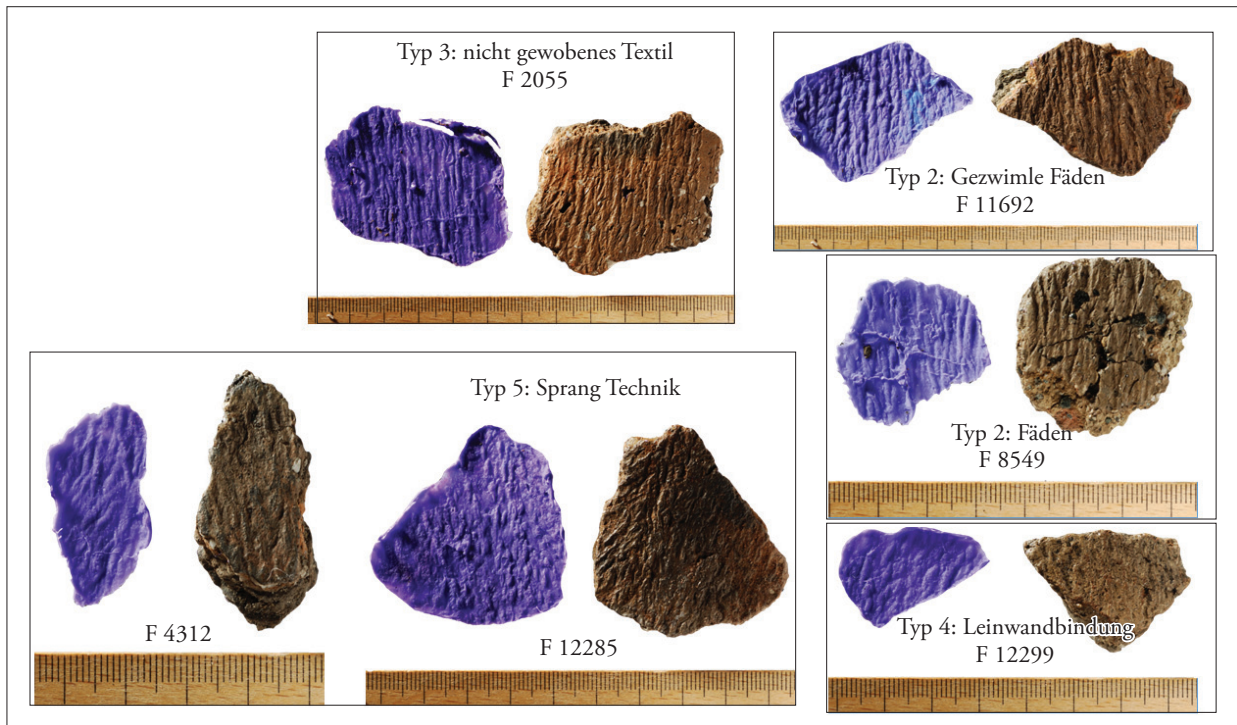 Typ 3: nicht gewobenes Textil
F 2055
Typ 2: Gezwimle Fäden
F 11692
Typ 2: Fäden
F 8549
Typ 5: Sprang Technik
F 4312
F 12285
Typ 4: Leinwandbindung
F 12299